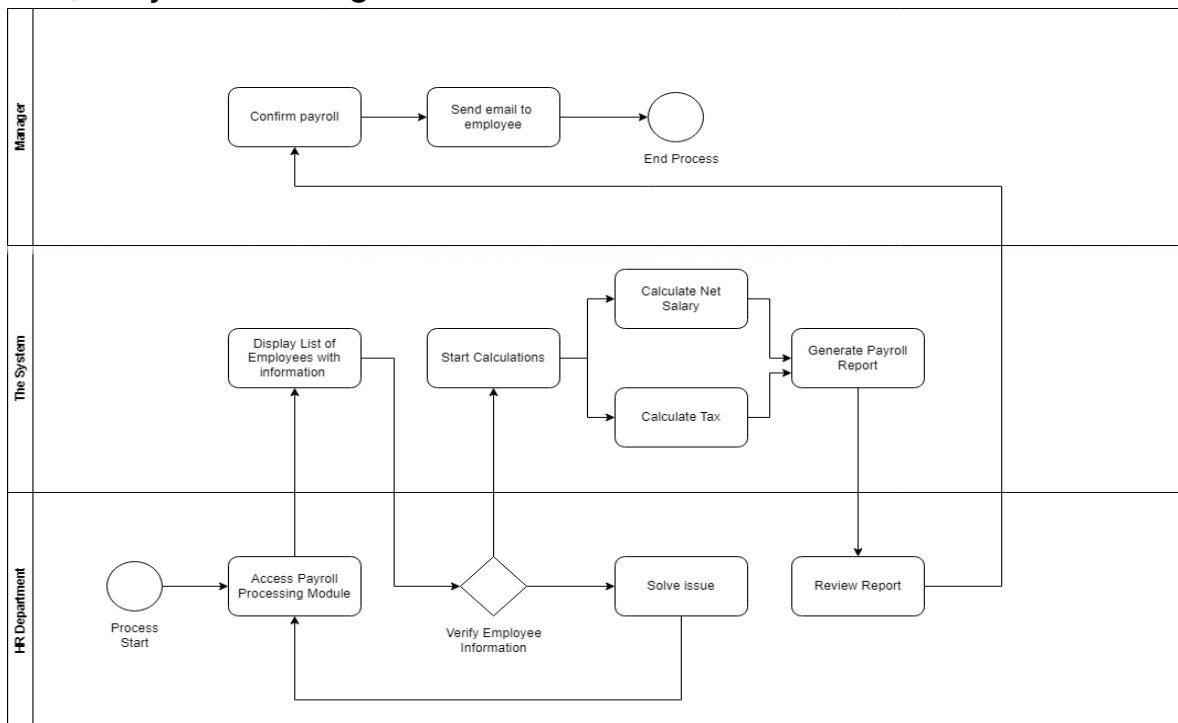 Manager
Confirm payroll
Send email to
employee
End Process
The System
Display List of
Employees with
information
Start Calculations
Calculate Net
Salary
Calculate Tax
Generate Payroll
Report
HR Department
Process
Start
Access Payroll
Processing Module
Verify Employee
Information
Solve issue
Review Report